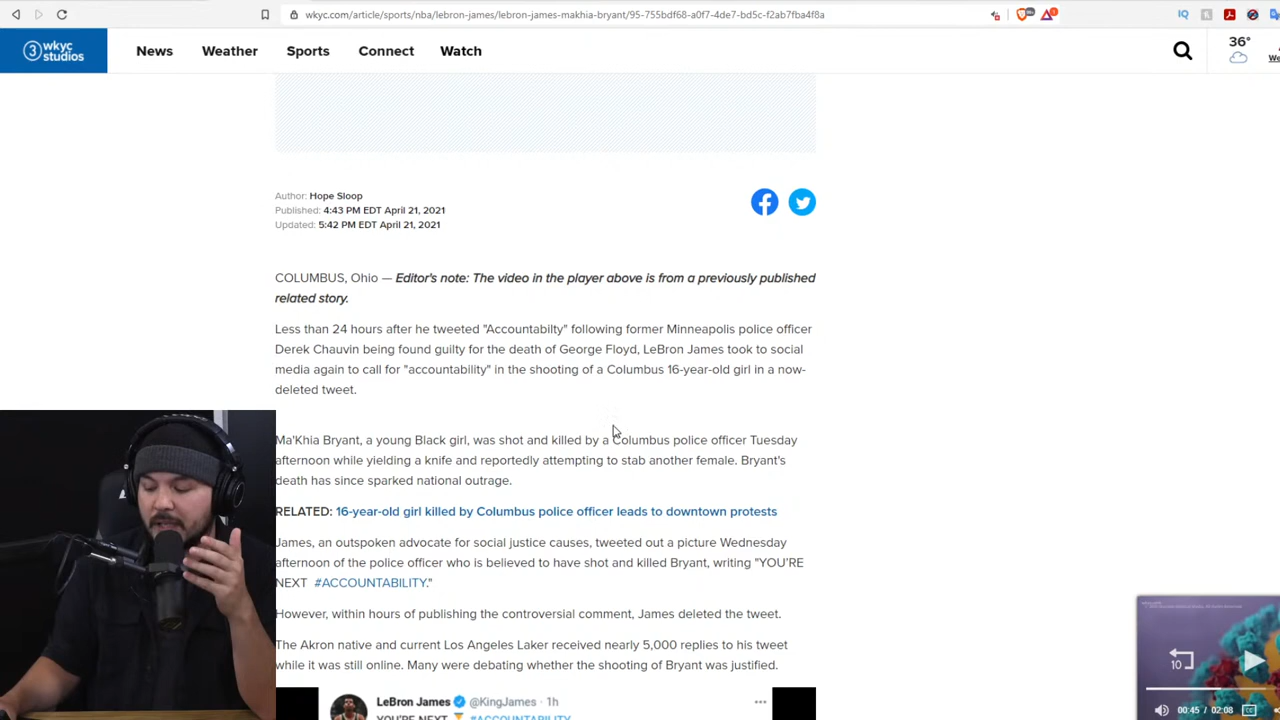 wkyc.com/article/sports/nba/lebron-james/lebron-james-makhia-bryant/95-755bdf68-a0f7-4de7-bd5c-f2ab7fba4f8a
3 wkyc studios
News Weather Sports Connect Watch
36°
Author: Hope Sloop
Published: 4:43 PM EDT April 21, 2021
Updated: 5:42 PM EDT April 21, 2021
COLUMBUS, Ohio — Editor's note: The video in the player above is from a previously published
related story.
Less than 24 hours after he tweeted "Accountabilty" following former Minneapolis police officer
Derek Chauvin being found guilty for the death of George Floyd, LeBron James took to social
media again to call for "accountability" in the shooting of a Columbus 16-year-old girl in a now-
deleted tweet.
Ma'Khia Bryant, a young Black girl, was shot and killed by a Columbus police officer Tuesday
afternoon while yielding a knife and reportedly attempting to stab another female. Bryant's
death has since sparked national outrage.
RELATED: 16-year-old girl killed by Columbus police officer leads to downtown protests
James, an outspoken advocate for social justice causes, tweeted out a picture Wednesday
afternoon of the police officer who is believed to have shot and killed Bryant, writing "YOU'RE
NEXT #ACCOUNTABILITY."
However, within hours of publishing the controversial comment, James deleted the tweet.
The Akron native and current Los Angeles Laker received nearly 5,000 replies to his tweet
while it was still online. Many were debating whether the shooting of Bryant was justified.
LeBron James @KingJames · 1h
YOU'RE NEXT #ACCOUNTABILITY
10
00:45 / 02:08